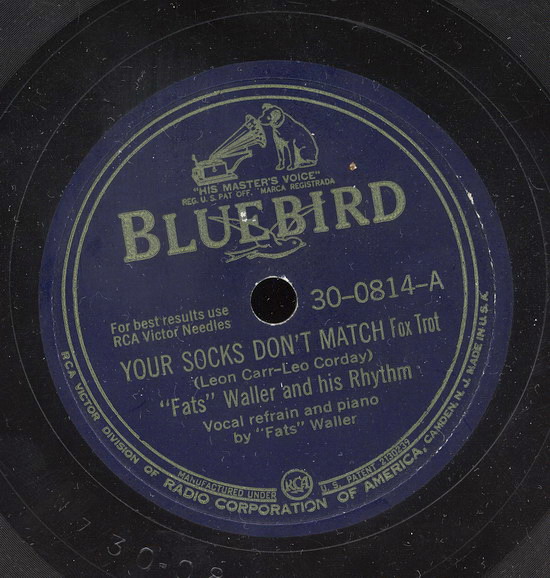 "HIS MASTER'S VOICE"
REG. U.S. PAT. OFF. MARCA REGISTRADA
BLUEBIRD
30-0814-A
For best results use
RCA Victor Needles
YOUR SOCKS DON'T MATCH Fox Trot
(Leon Carr-Leo Corday)
"Fats" Waller and his Rhythm
Vocal refrain and piano
by "Fats" Waller
MANUFACTURED UNDER RCA U.S. PATENT 2130239
RCA VICTOR DIVISION OF RADIO CORPORATION OF AMERICA, CAMDEN, N. J. MADE IN U.S.A.